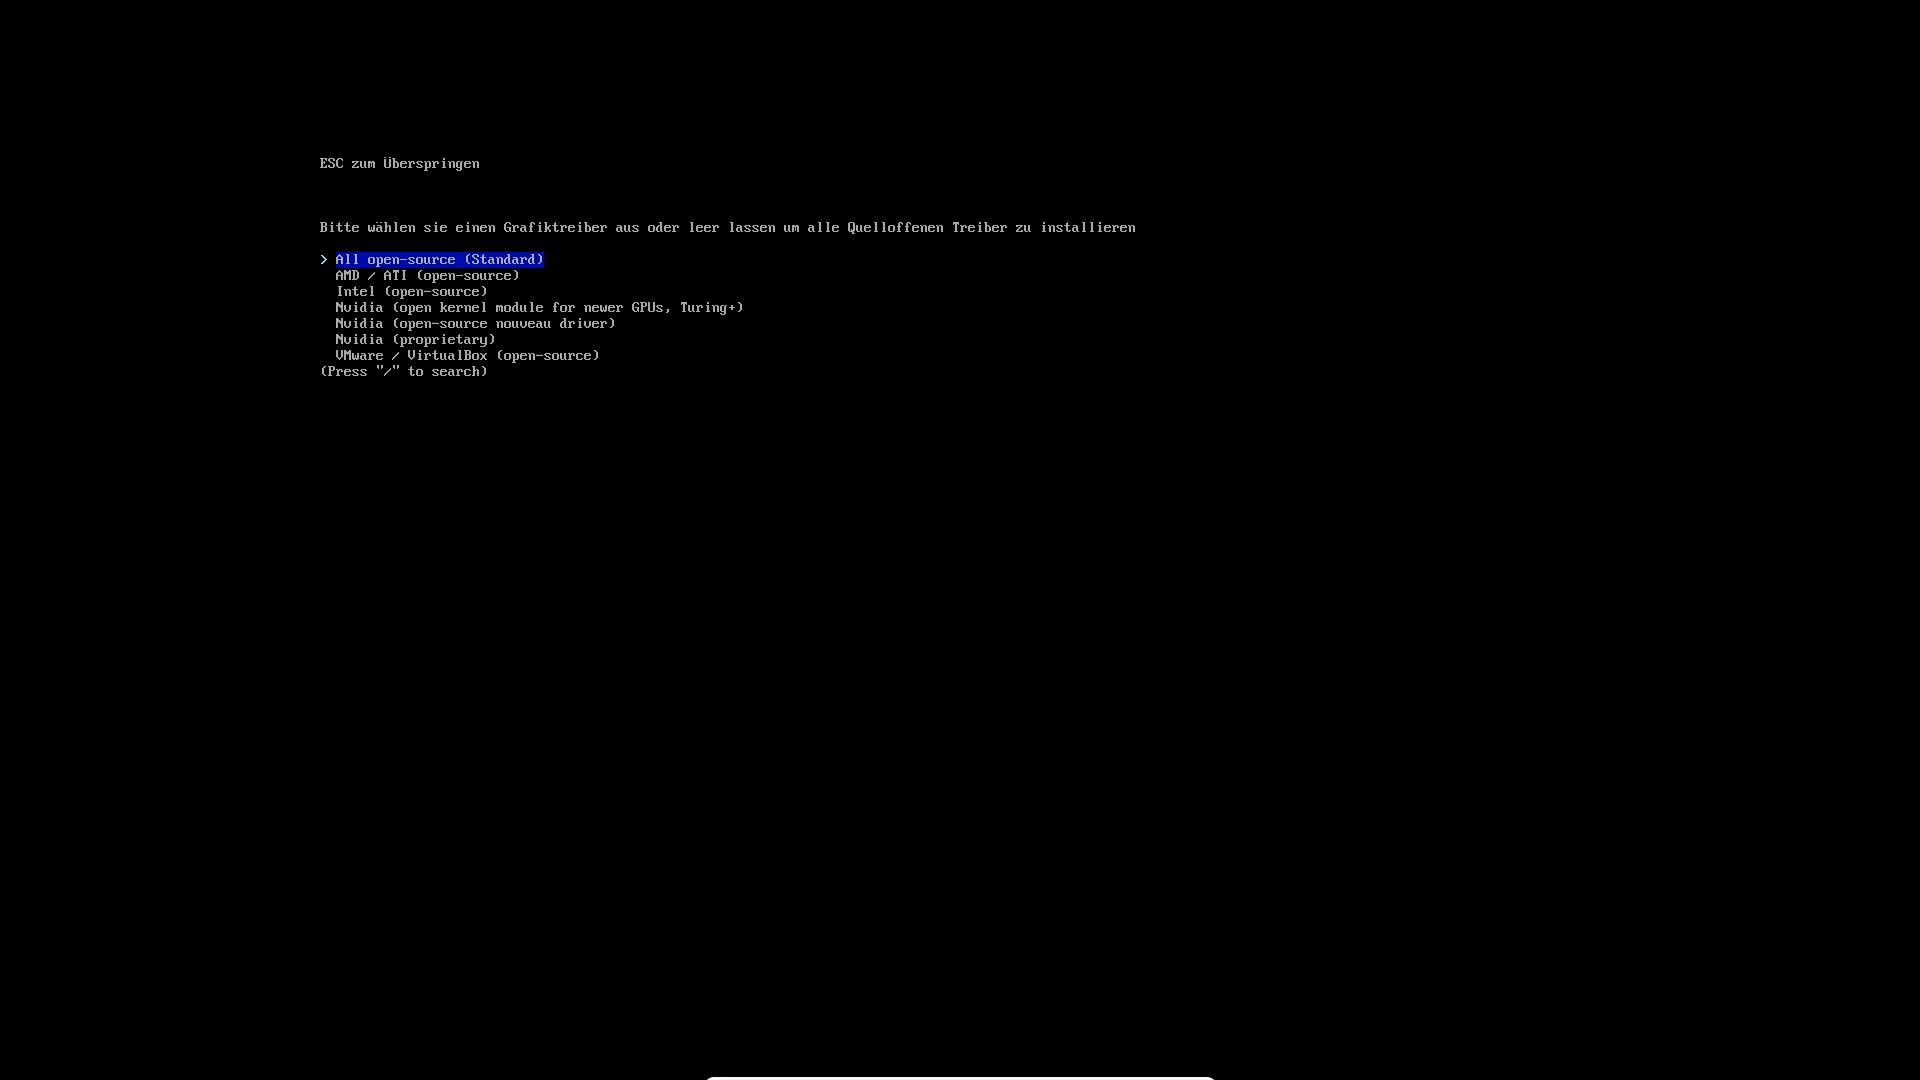 ESC zum Überspringen
Bitte wählen sie einen Grafiktreiber aus oder leer lassen um alle Quelloffenen Treiber zu installieren
> All open-source (Standard)
AMD / ATI (open-source)
Intel (open-source)
Nvidia (open kernel module for newer GPUs, Turing+)
Nvidia (open-source nouveau driver)
Nvidia (proprietary)
VMware / VirtualBox (open-source)
(Press "/" to search)